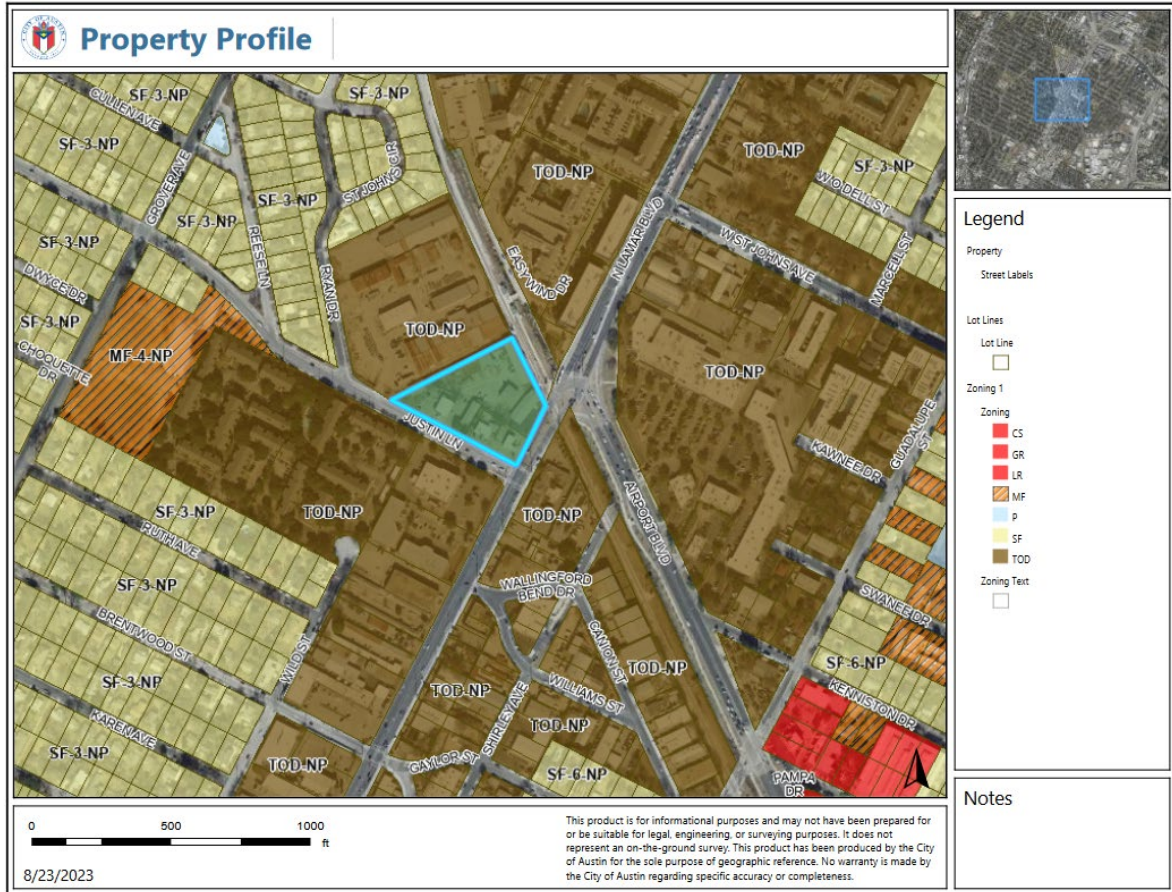 Property Profile
CULLEN AVE
SF-3-NP
SF-3-NP
SF-3-NP
GROVER AVE
SF-3-NP
SF-3-NP
REESE LN
ST JOHNS CIR
RYAN DR
SF-3-NP
DWYCE DR
SF-3-NP
CHOQUETTE DR
MF-4-NP
TOD-NP
TOD-NP
EASY WIND DR
N LAMAR BLVD
TOD-NP
SF-3-NP
W ODELL ST
MARCELL ST
W ST JOHNS AVE
TOD-NP
JUSTIN LN
GUADALUPE ST
KAWNEE DR
AIRPORT BLVD
SF-3-NP
RUTH AVE
TOD-NP
TOD-NP
SF-3-NP
BRENTWOOD ST
WILD ST
WALLINGFORD BEND DR
CANION ST
SWANEE DR
SF-3-NP
KAREN AVE
SF-3-NP
TOD-NP
TOD-NP
SHIRLEY AVE
WILLIAMS ST
TOD-NP
TOD-NP
GAYLOR ST
SF-6-NP
SF-6-NP
KENNISTON DR
PAMPA DR
Legend
Property
Street Labels
Lot Lines
Lot Line
Zoning 1
Zoning
CS
GR
LR
MF
P
SF
TOD
Zoning Text
Notes
0 500 1000
ft
8/23/2023
This product is for informational purposes and may not have been prepared for
or be suitable for legal, engineering, or surveying purposes. It does not
represent an on-the-ground survey. This product has been produced by the City
of Austin for the sole purpose of geographic reference. No warranty is made by
the City of Austin regarding specific accuracy or completeness.